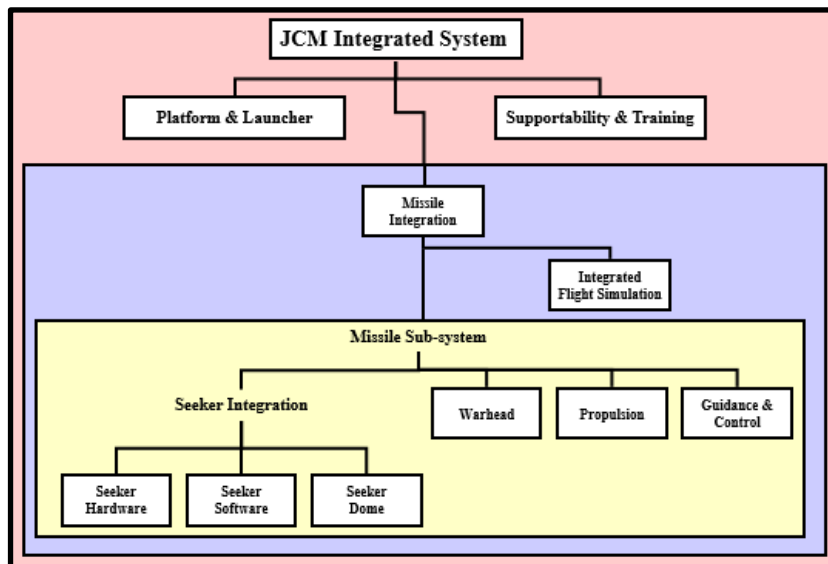 JCM Integrated System
Platform & Launcher
Supportability & Training
Missile
Integration
Integrated
Flight Simulation
Missile Sub-system
Seeker Integration
Warhead
Propulsion
Guidance &
Control
Seeker
Hardware
Seeker
Software
Seeker
Dome